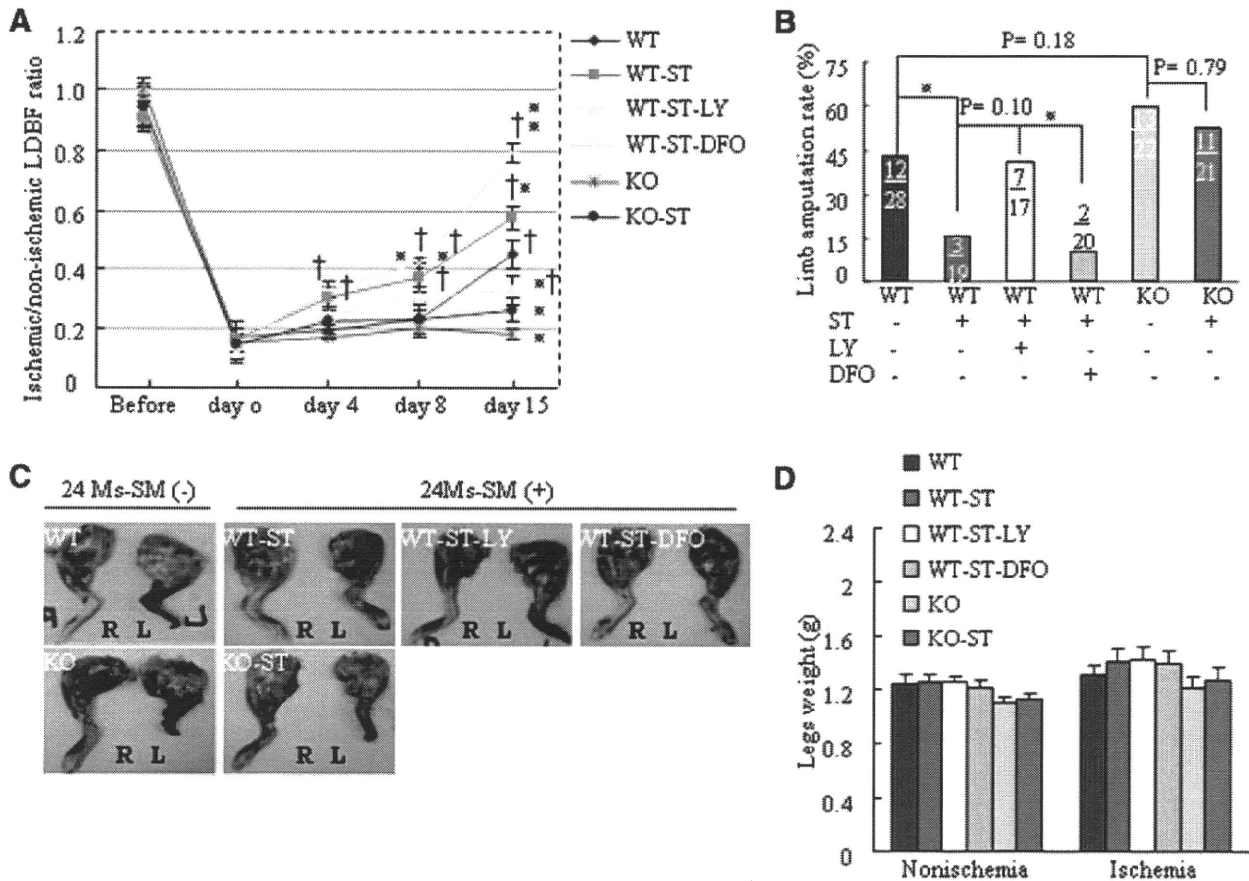 A
Ischemic/non-ischemic LDBF ratio
1.2
1.0
0.8
0.6
0.4
0.2
0
Before
day o
day 4
day 8
day 15
WT
WT-ST
WT-ST-LY
WT-ST-DFO
KO
KO-ST
† *
*
† *
†
* †
*
*
†
†
*
†
*
†
†
B
Limb amputation rate (%)
75
60
45
30
15
0
P= 0.18
P= 0.79
*
P= 0.10
*
12
28
3
19
7
17
2
20
22
11
21
WT
WT
WT
WT
KO
KO
ST - + + + - +
LY - - + - - -
DFO - - - + - -
C
24 Ms-SM (-)
24Ms-SM (+)
WT
R L
WT-ST
R L
WT-ST-LY
R L
WT-ST-DFO
R L
KO
R L
KO-ST
R L
D
WT
WT-ST
WT-ST-LY
WT-ST-DFO
KO
KO-ST
Legs weight (g)
2.4
2
1.6
1.2
0.8
0.4
0
Nonischemia
Ischemia